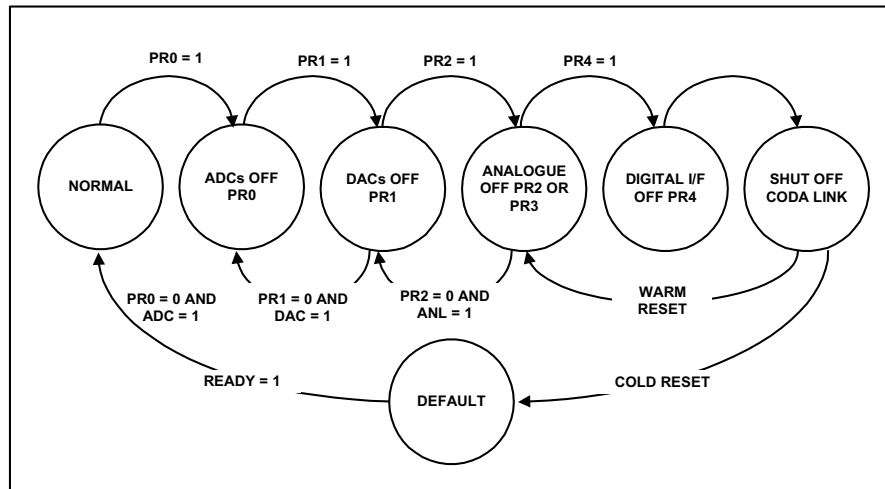 PR0 = 1
PR1 = 1
PR2 = 1
PR4 = 1
NORMAL
ADCs OFF
PR0
DACs OFF
PR1
ANALOGUE
OFF PR2 OR
PR3
DIGITAL I/F
OFF PR4
SHUT OFF
CODA LINK
PR0 = 0 AND
ADC = 1
PR1 = 0 AND
DAC = 1
PR2 = 0 AND
ANL = 1
WARM
RESET
READY = 1
DEFAULT
COLD RESET